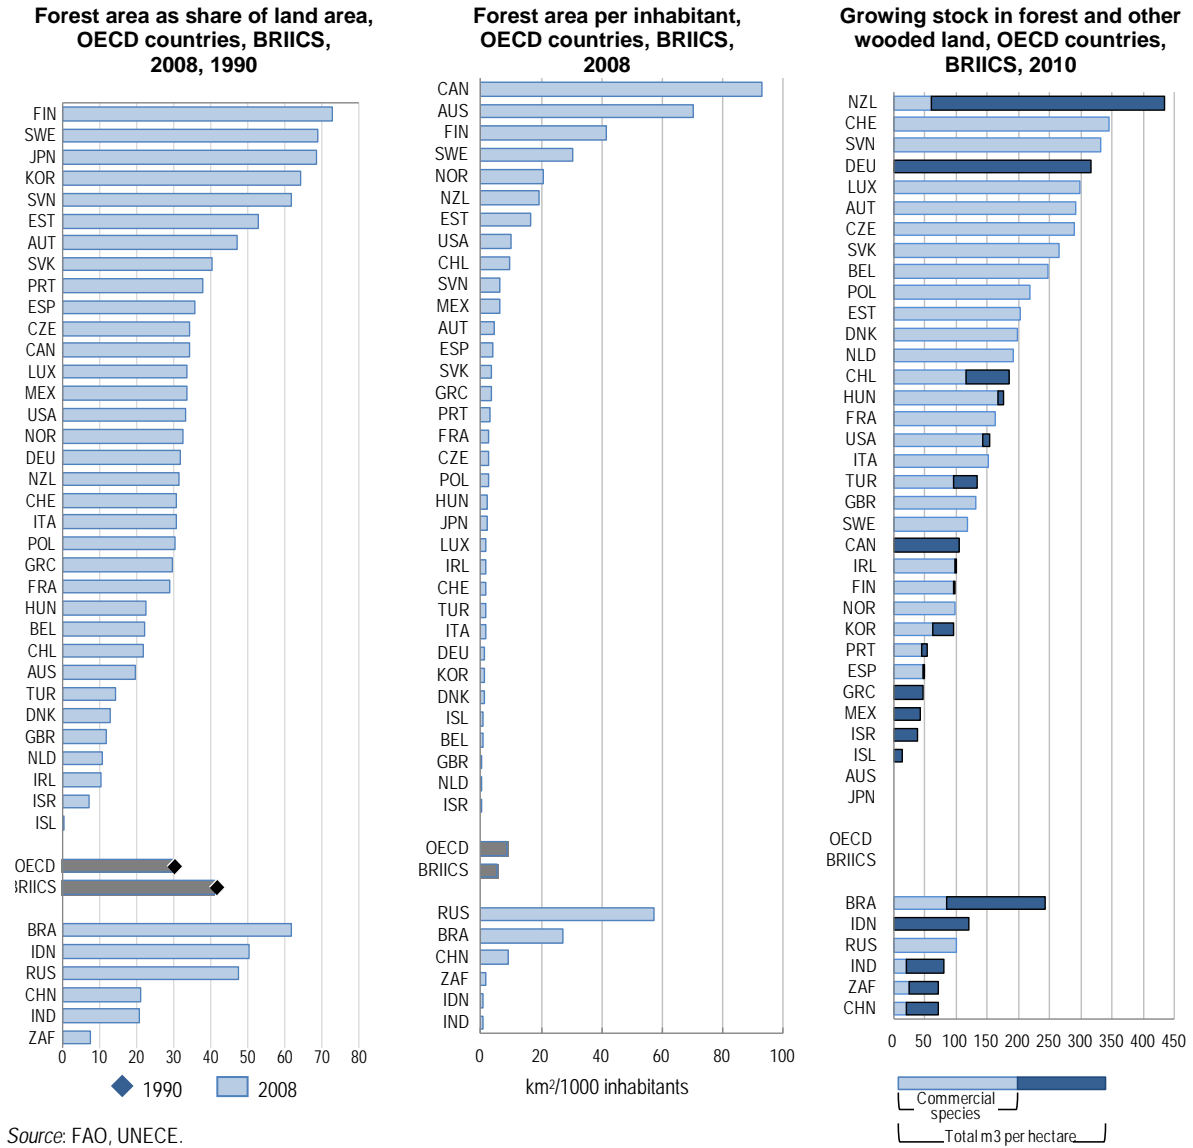 Forest area as share of land area,
OECD countries, BRIICS,
2008, 1990
FIN
SWE
JPN
KOR
SVN
EST
AUT
SVK
PRT
ESP
CZE
CAN
LUX
MEX
USA
NOR
DEU
NZL
CHE
ITA
POL
GRC
FRA
HUN
BEL
CHL
AUS
TUR
DNK
GBR
NLD
IRL
ISR
ISL
OECD
BRIICS
BRA
IDN
RUS
CHN
IND
ZAF
0 10 20 30 40 50 60 70 80
1990 2008
Forest area per inhabitant,
OECD countries, BRIICS,
2008
CAN
AUS
FIN
SWE
NOR
NZL
EST
USA
CHL
SVN
MEX
AUT
ESP
SVK
GRC
PRT
FRA
CZE
POL
HUN
JPN
LUX
IRL
CHE
TUR
ITA
DEU
KOR
DNK
ISL
BEL
GBR
NLD
ISR
OECD
BRIICS
RUS
BRA
CHN
ZAF
IDN
IND
0 20 40 60 80 100
km²/1000 inhabitants
Growing stock in forest and other
wooded land, OECD countries,
BRIICS, 2010
NZL
CHE
SVN
DEU
LUX
AUT
CZE
SVK
BEL
POL
EST
DNK
NLD
CHL
HUN
FRA
USA
ITA
TUR
GBR
SWE
CAN
IRL
FIN
NOR
KOR
PRT
ESP
GRC
MEX
ISR
ISL
AUS
JPN
OECD
BRIICS
BRA
IDN
RUS
IND
ZAF
CHN
0 50 100 150 200 250 300 350 400 450
Commercial
species
Total m3 per hectare
Source: FAO, UNECE.